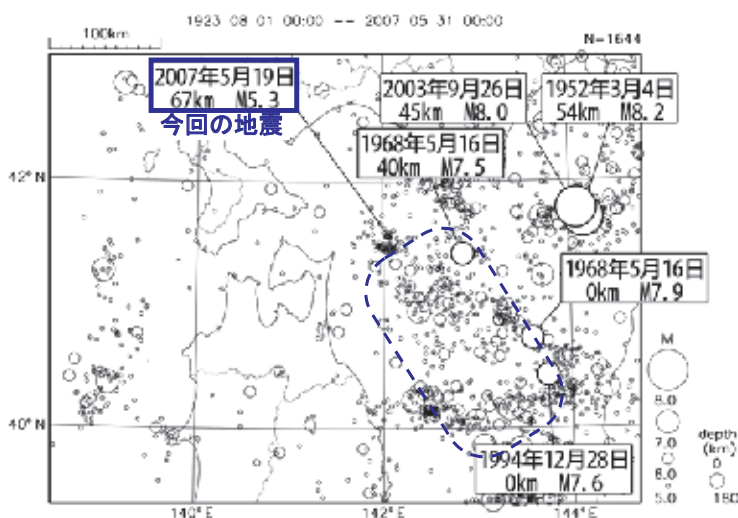 1923 08 01 00:00 -- 2007 05 31 00:00
100km
N=1644
2007年5月19日
67km M5.3
今回の地震
2003年9月26日
45km M8.0
1952年3月4日
54km M8.2
1968年5月16日
40km M7.5
42°N
1968年5月16日
0km M7.9
M
8.0
7.0
6.0
5.0
depth
(km)
0
180
40°N
1994年12月28日
0km M7.6
140°E
142°E
144°E